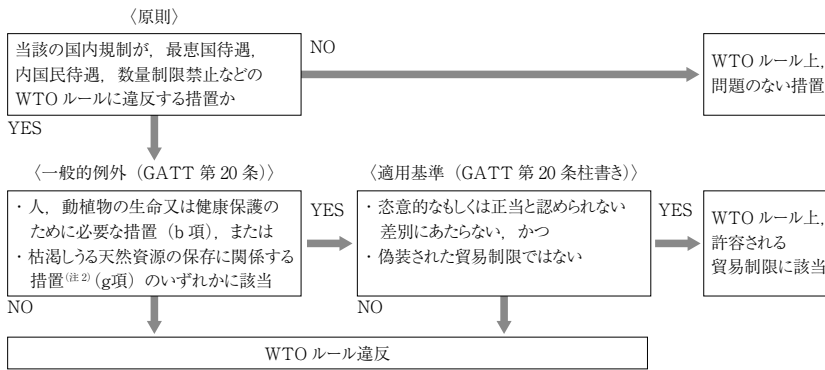 〈原則〉
当該の国内規制が，最恵国待遇，
内国民待遇，数量制限禁止などの
WTO ルールに違反する措置か
NO
WTO ルール上，
問題のない措置
YES
〈一般的例外（GATT 第 20 条）〉
・人，動植物の生命又は健康保護の
ために必要な措置（b 項），または
・枯渇しうる天然資源の保存に関係する
措置(注 2)（g項）のいずれかに該当
YES
〈適用基準（GATT 第 20 条柱書き）〉
・恣意的なもしくは正当と認められない
差別にあたらない，かつ
・偽装された貿易制限ではない
YES
WTO ルール上，
許容される
貿易制限に該当
NO
NO
WTO ルール違反